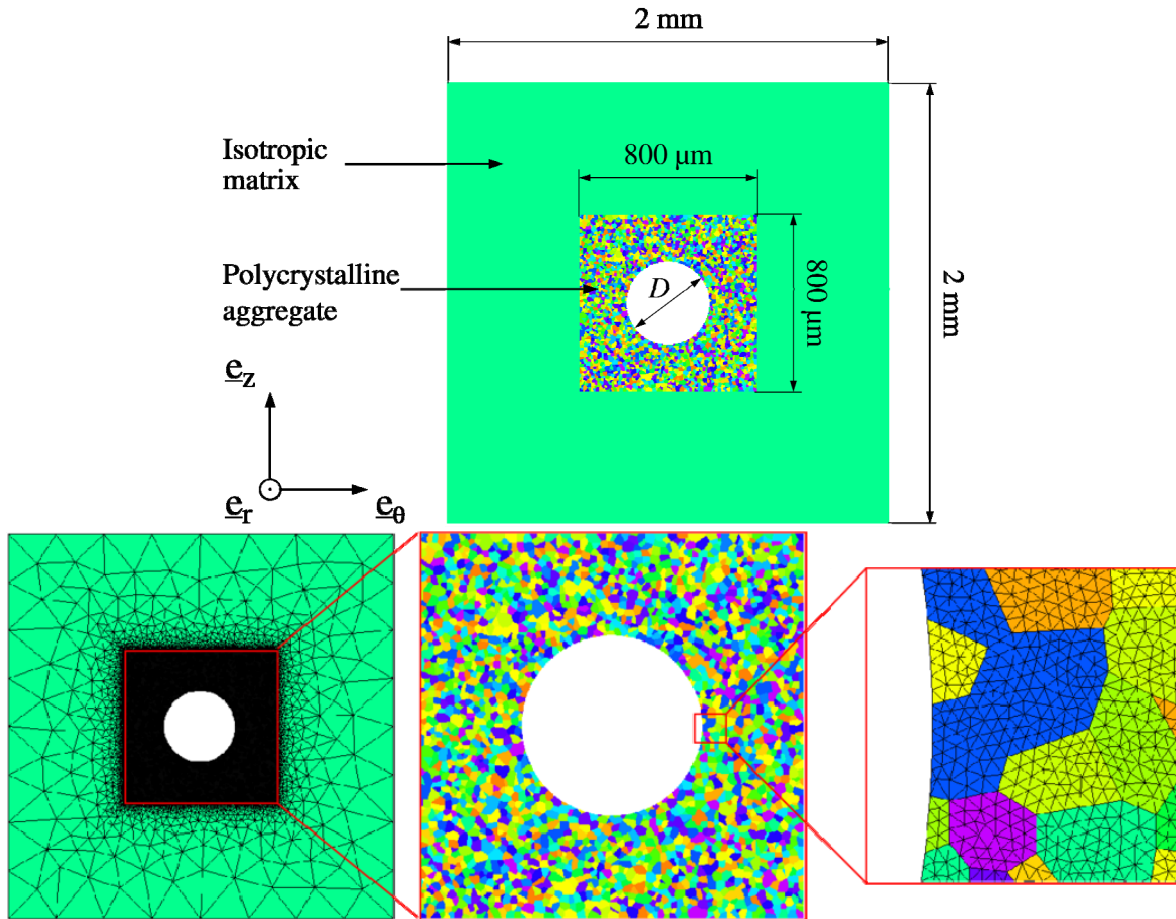 2 mm
Isotropic
matrix
800 µm
Polycrystalline
aggregate
D
800 µm
2 mm
e_z
e_r
e_θ